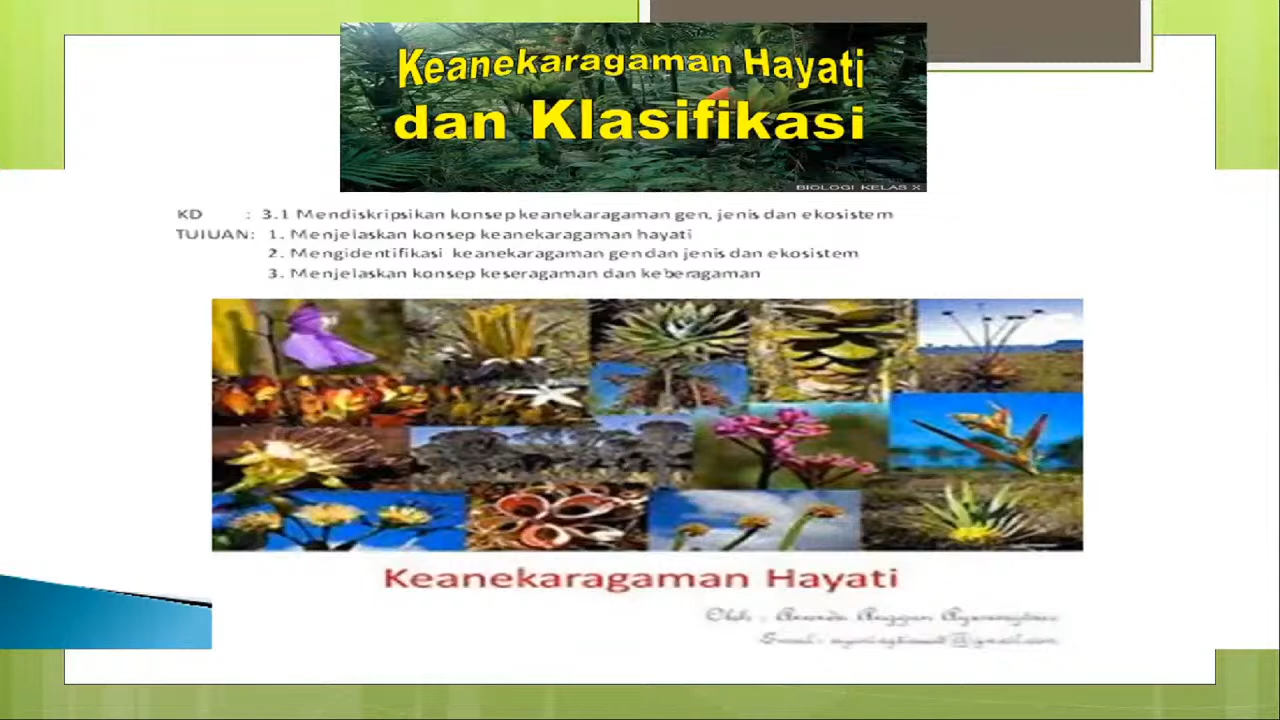 Keanekaragaman Hayati
dan Klasifikasi
BIOLOGI KELAS X
KD : 3.1 Mendiskripsikan konsep keanekaragaman gen, jenis dan ekosistem
TUJUAN: 1. Menjelaskan konsep keanekaragaman hayati
2. Mengidentifikasi keanekaragaman gen dan jenis dan ekosistem
3. Menjelaskan konsep keseragaman dan keberagaman
Keanekaragaman Hayati
Oleh :
Email :